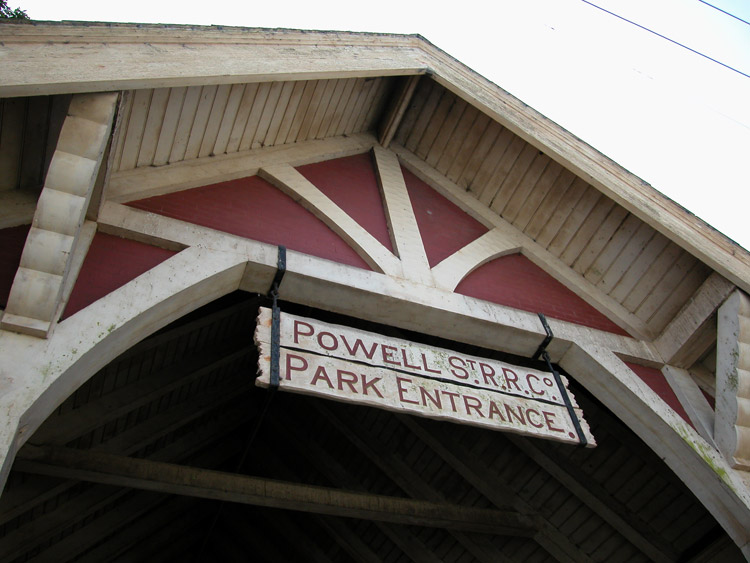 POWELL ST. R.R. CO.
PARK ENTRANCE.